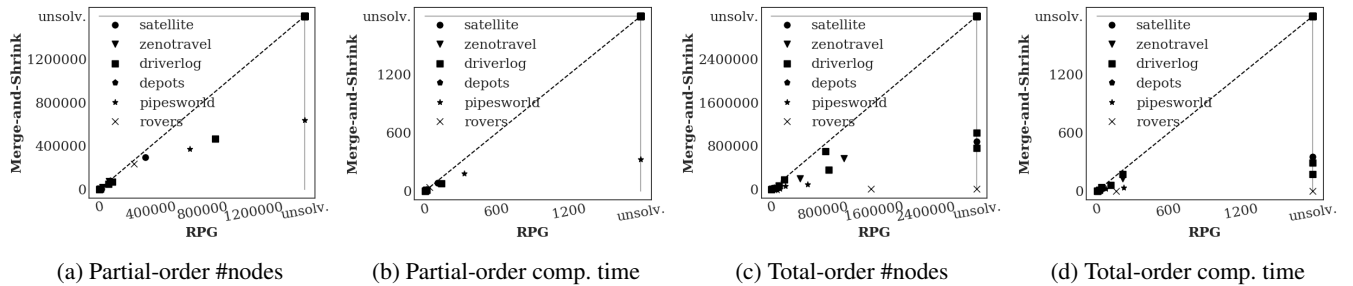 Merge-and-Shrink
unsolv.
1200000
800000
400000
0
satellite
zenotravel
driverlog
depots
pipesworld
rovers
0
400000
800000
1200000
unsolv.
RPG
(a) Partial-order #nodes
Merge-and-Shrink
unsolv.
1200
600
0
satellite
zenotravel
driverlog
depots
pipesworld
rovers
0
600
1200
unsolv.
RPG
(b) Partial-order comp. time
Merge-and-Shrink
unsolv.
2400000
1600000
800000
0
satellite
zenotravel
driverlog
depots
pipesworld
rovers
0
800000
1600000
2400000
unsolv.
RPG
(c) Total-order #nodes
Merge-and-Shrink
unsolv.
1200
600
0
satellite
zenotravel
driverlog
depots
pipesworld
rovers
0
600
1200
unsolv.
RPG
(d) Total-order comp. time